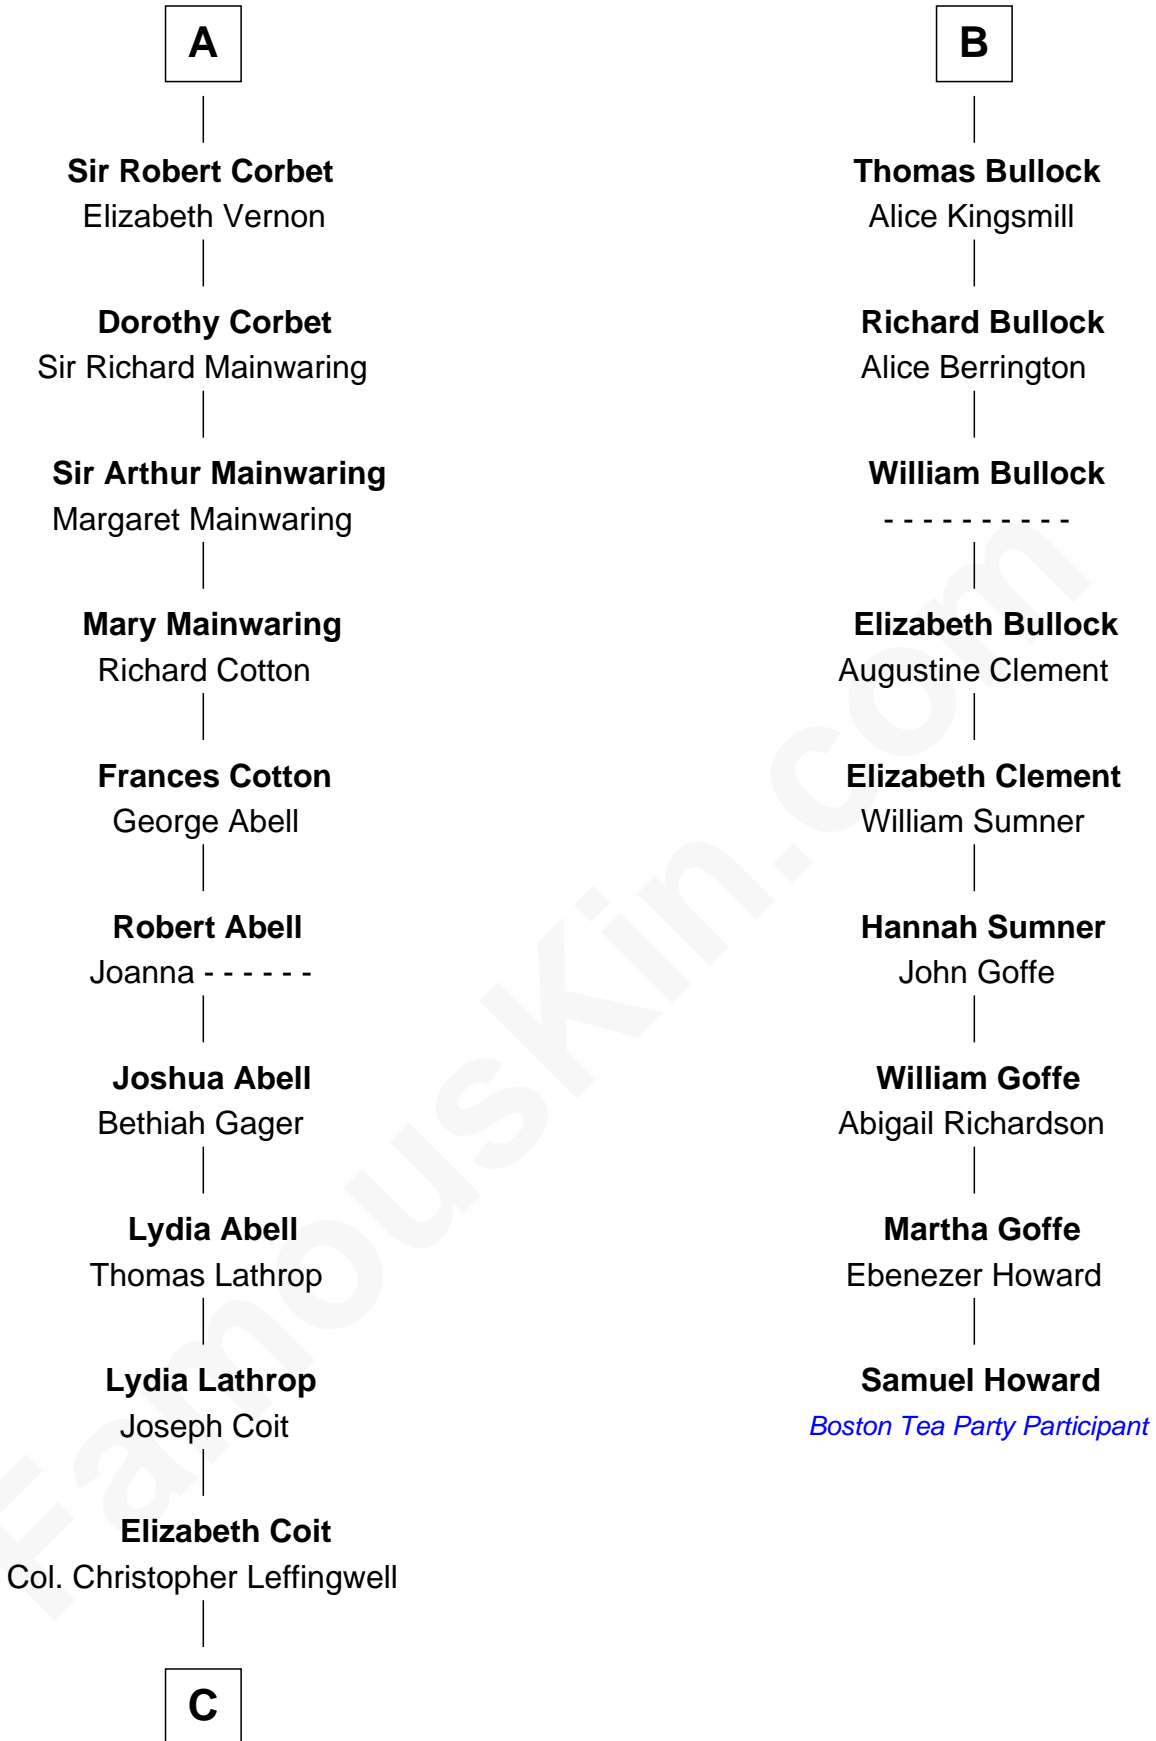 A
Sir Robert Corbet
Elizabeth Vernon
Dorothy Corbet
Sir Richard Mainwaring
Sir Arthur Mainwaring
Margaret Mainwaring
Mary Mainwaring
Richard Cotton
Frances Cotton
George Abell
Robert Abell
Joanna - - - - - -
Joshua Abell
Bethiah Gager
Lydia Abell
Thomas Lathrop
Lydia Lathrop
Joseph Coit
Elizabeth Coit
Col. Christopher Leffingwell
C
B
Thomas Bullock
Alice Kingsmill
Richard Bullock
Alice Berrington
William Bullock
- - - - - - - - - -
Elizabeth Bullock
Augustine Clement
Elizabeth Clement
William Sumner
Hannah Sumner
John Goffe
William Goffe
Abigail Richardson
Martha Goffe
Ebenezer Howard
Samuel Howard
Boston Tea Party Participant
FamousKin.com